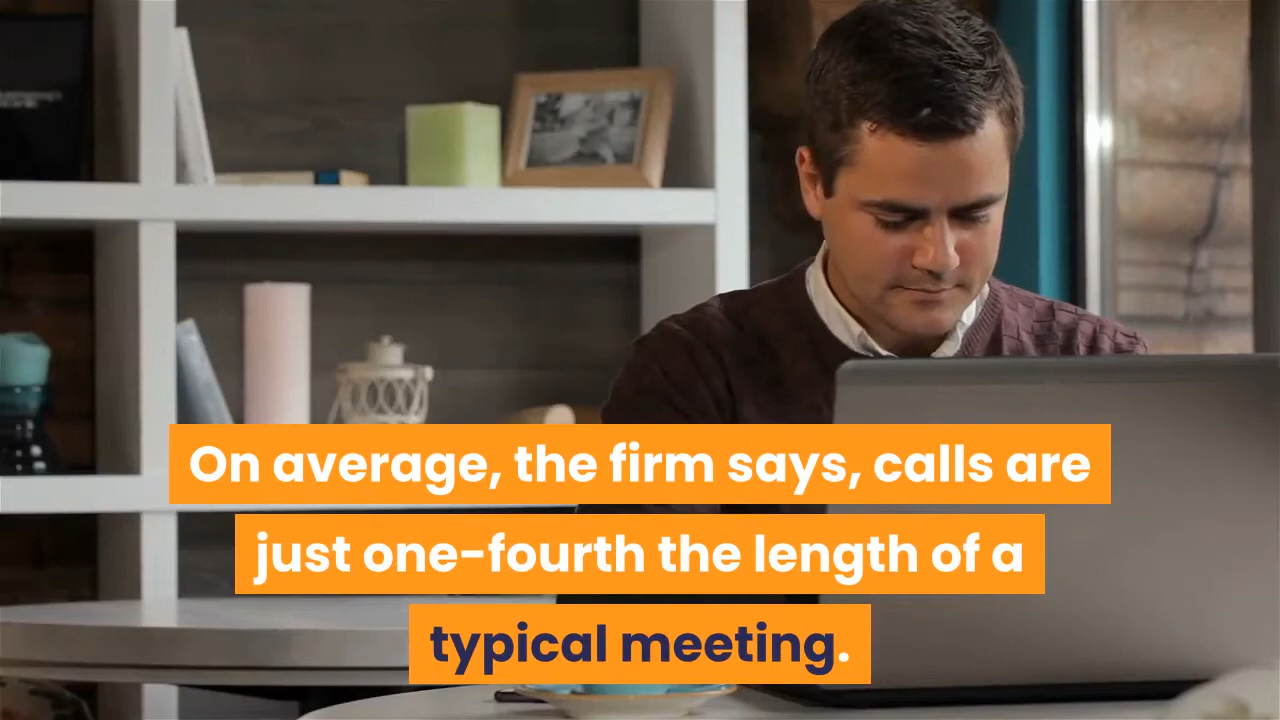 On average, the firm says, calls are
just one-fourth the length of a
typical meeting.